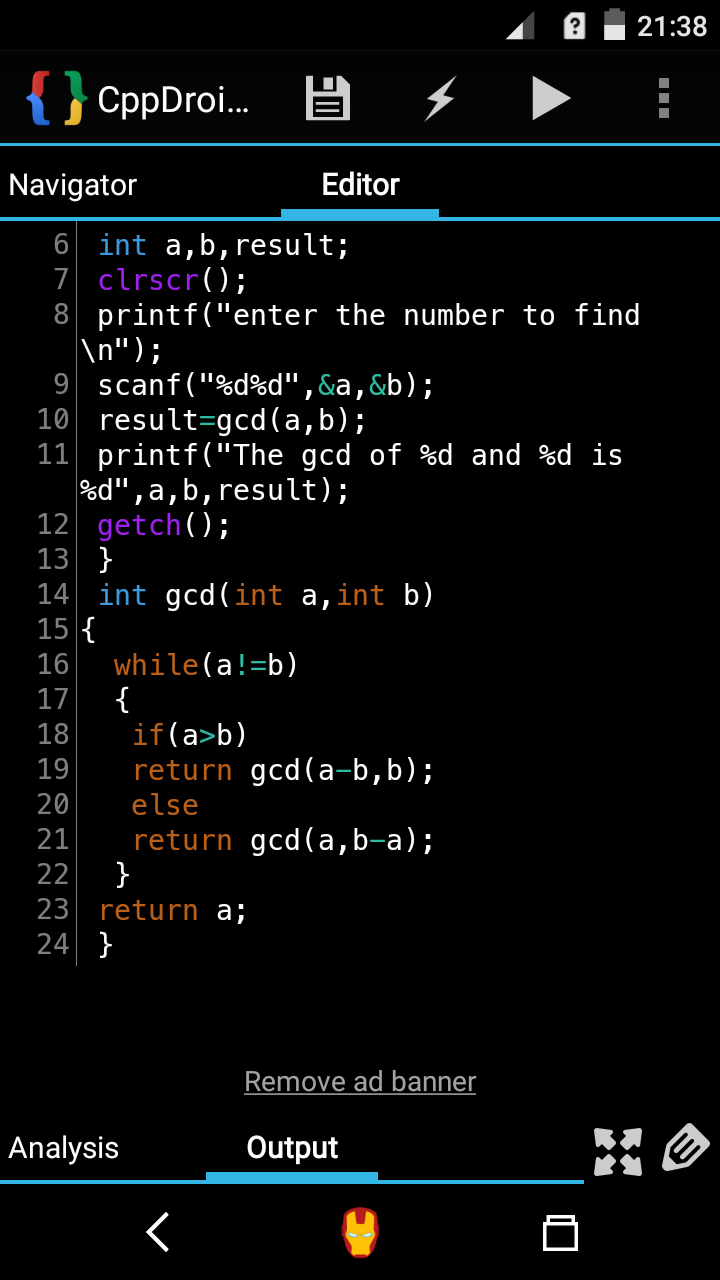 21:38
CppDroi...
Navigator Editor
6 int a,b,result;
7 clrscr();
8 printf("enter the number to find
\n");
9 scanf("%d%d",&a,&b);
10 result=gcd(a,b);
11 printf("The gcd of %d and %d is
%d",a,b,result);
12 getch();
13 }
14 int gcd(int a,int b)
15 {
16 while(a!=b)
17 {
18 if(a>b)
19 return gcd(a-b,b);
20 else
21 return gcd(a,b-a);
22 }
23 return a;
24 }
Remove ad banner
Analysis Output